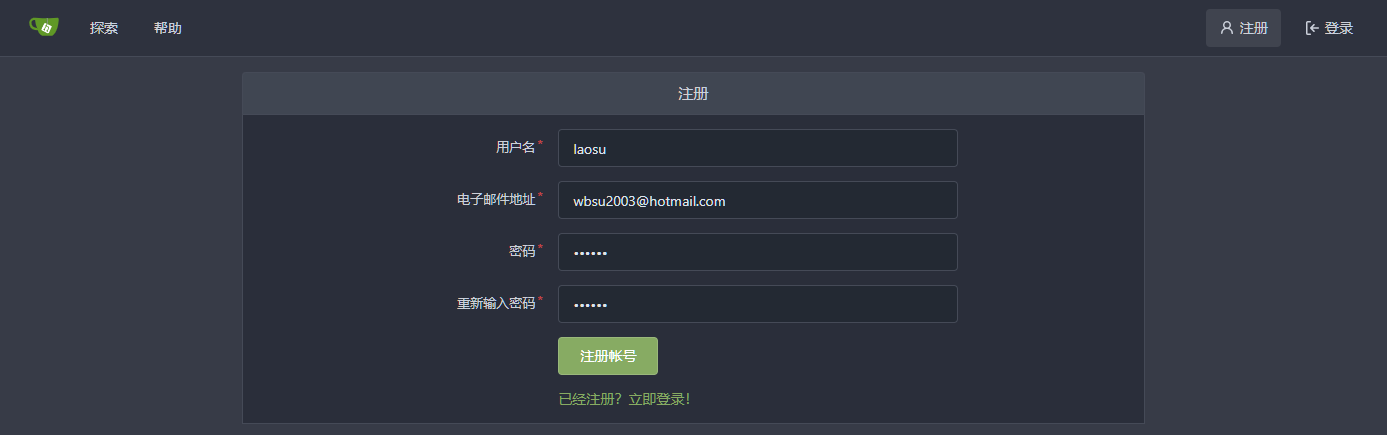 探索 帮助 注册 登录
注册
用户名*
laosu
电子邮件地址*
wbsu2003@hotmail.com
密码*
••••••
重新输入密码*
••••••
注册帐号
已经注册?立即登录!